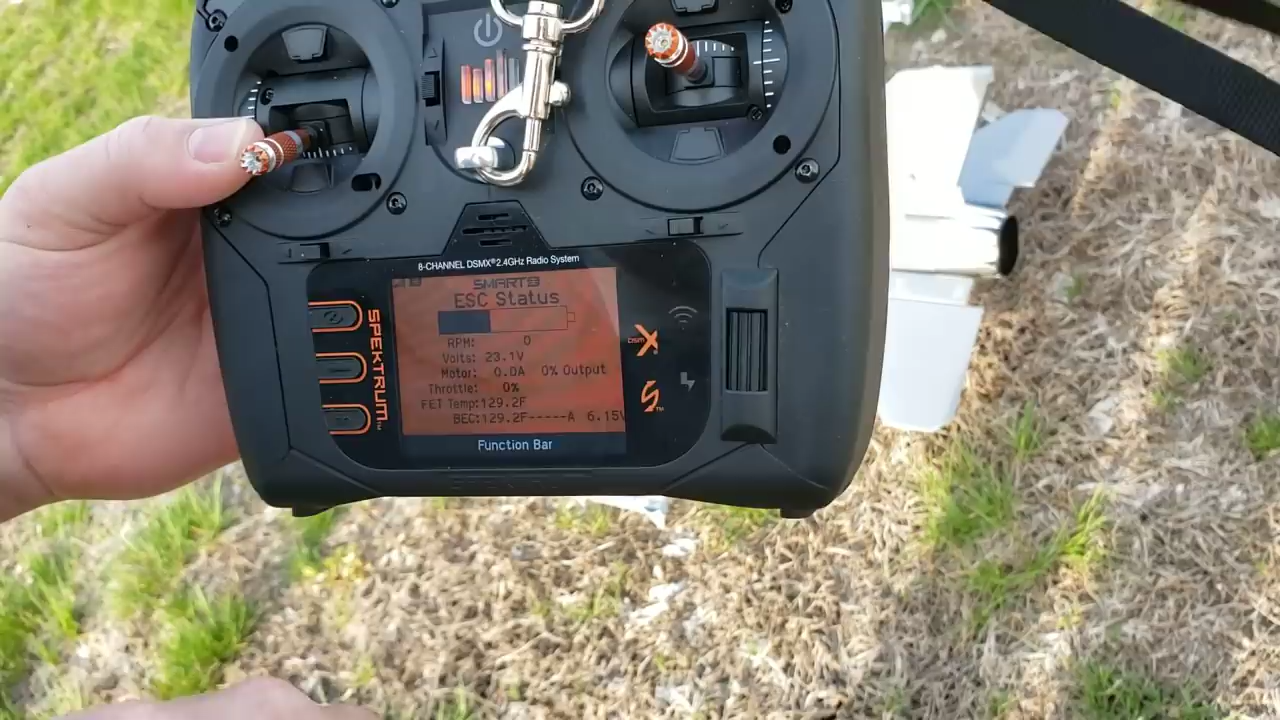 8-CHANNEL DSMX® 2.4GHz Radio System
SMART
ESC Status
RPM: 0
Volts: 23.1V
Motor: 0.0A 0% Output
Throttle: 0%
FET Temp:129.2F
BEC:129.2F-----A 6.15V
Function Bar
SPEKTRUM
DSMX